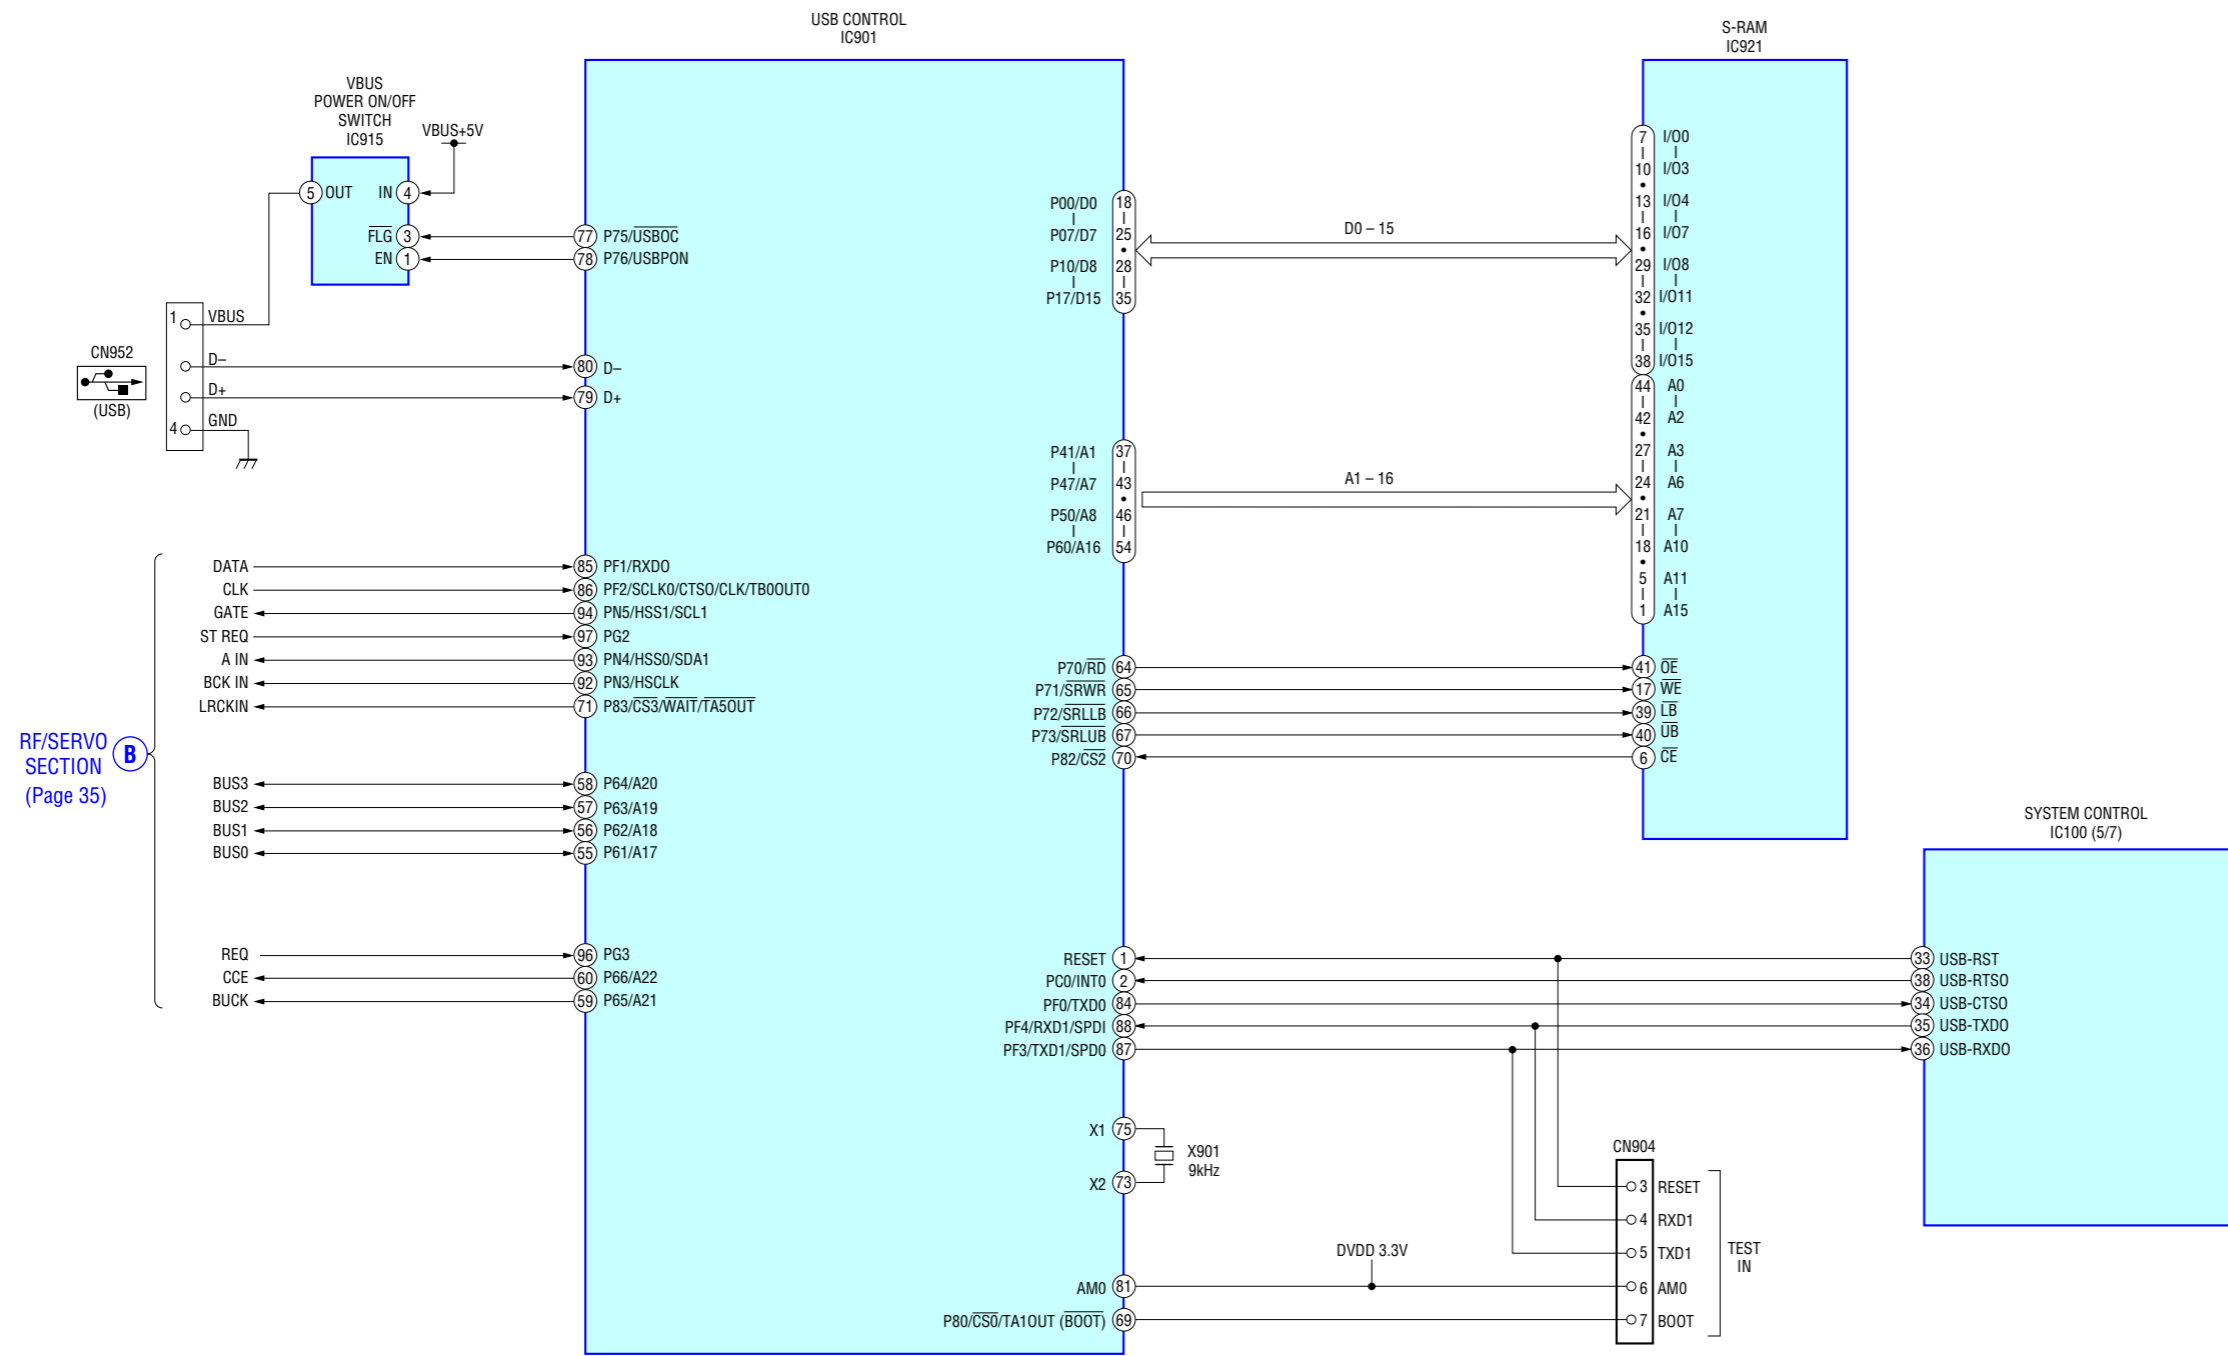 USB CONTROL
IC901
S-RAM
IC921
VBUS
POWER ON/OFF
SWITCH
IC915
VBUS+5V
5 OUT IN 4
FLG 3
EN 1
77 P75/USBOC
78 P76/USBPON
CN952
(USB)
1 VBUS
D–
D+
4 GND
80 D–
79 D+
P00/D0 18
P07/D7 25
P10/D8 28
P17/D15 35
D0 – 15
7 I/O0
10 I/O3
13 I/O4
16 I/O7
29 I/O8
32 I/O11
35 I/O12
38 I/O15
44 A0
42 A2
27 A3
24 A6
21 A7
18 A10
5 A11
1 A15
P41/A1 37
P47/A7 43
P50/A8 46
P60/A16 54
A1 – 16
RF/SERVO
SECTION
(Page 35)
B
DATA 85 PF1/RXDO
CLK 86 PF2/SCLK0/CTSO/CLK/TB0OUT0
GATE 94 PN5/HSS1/SCL1
ST REQ 97 PG2
A IN 93 PN4/HSS0/SDA1
BCK IN 92 PN3/HSCLK
LRCKIN 71 P83/CS3/WAIT/TA5OUT
BUS3 58 P64/A20
BUS2 57 P63/A19
BUS1 56 P62/A18
BUS0 55 P61/A17
REQ 96 PG3
CCE 60 P66/A22
BUCK 59 P65/A21
P70/RD 64 41 OE
P71/SRWR 65 17 WE
P72/SRLLB 66 39 LB
P73/SRLUB 67 40 UB
P82/CS2 70 6 CE
SYSTEM CONTROL
IC100 (5/7)
RESET 1 33 USB-RST
PC0/INT0 2 38 USB-RTSO
PF0/TXD0 84 34 USB-CTSO
PF4/RXD1/SPDI 88 35 USB-TXDO
PF3/TXD1/SPD0 87 36 USB-RXDO
X1 75
X2 73
X901
9kHz
CN904
3 RESET
4 RXD1
5 TXD1
6 AM0
7 BOOT
TEST
IN
DVDD 3.3V
AM0 81
P80/CS0/TA1OUT (BOOT) 69